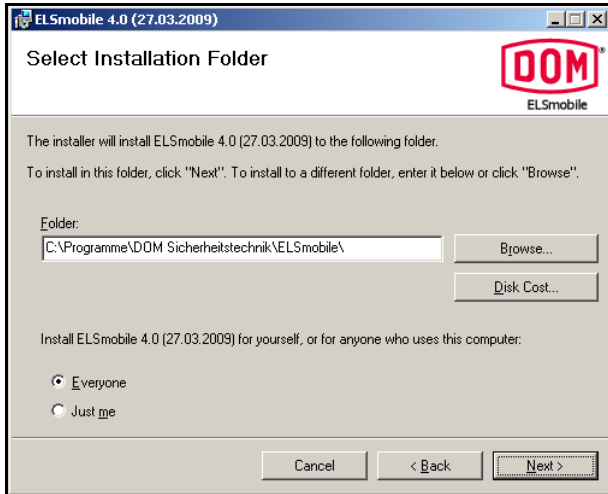 ELSmobile 4.0 (27.03.2009)
Select Installation Folder
DOM®
ELSmobile
The installer will install ELSmobile 4.0 (27.03.2009) to the following folder.
To install in this folder, click "Next". To install to a different folder, enter it below or click "Browse".
Folder:
C:\Programme\DOM Sicherheitstechnik\ELSmobile\
Browse...
Disk Cost...
Install ELSmobile 4.0 (27.03.2009) for yourself, or for anyone who uses this computer:
Everyone
Just me
Cancel
< Back
Next >